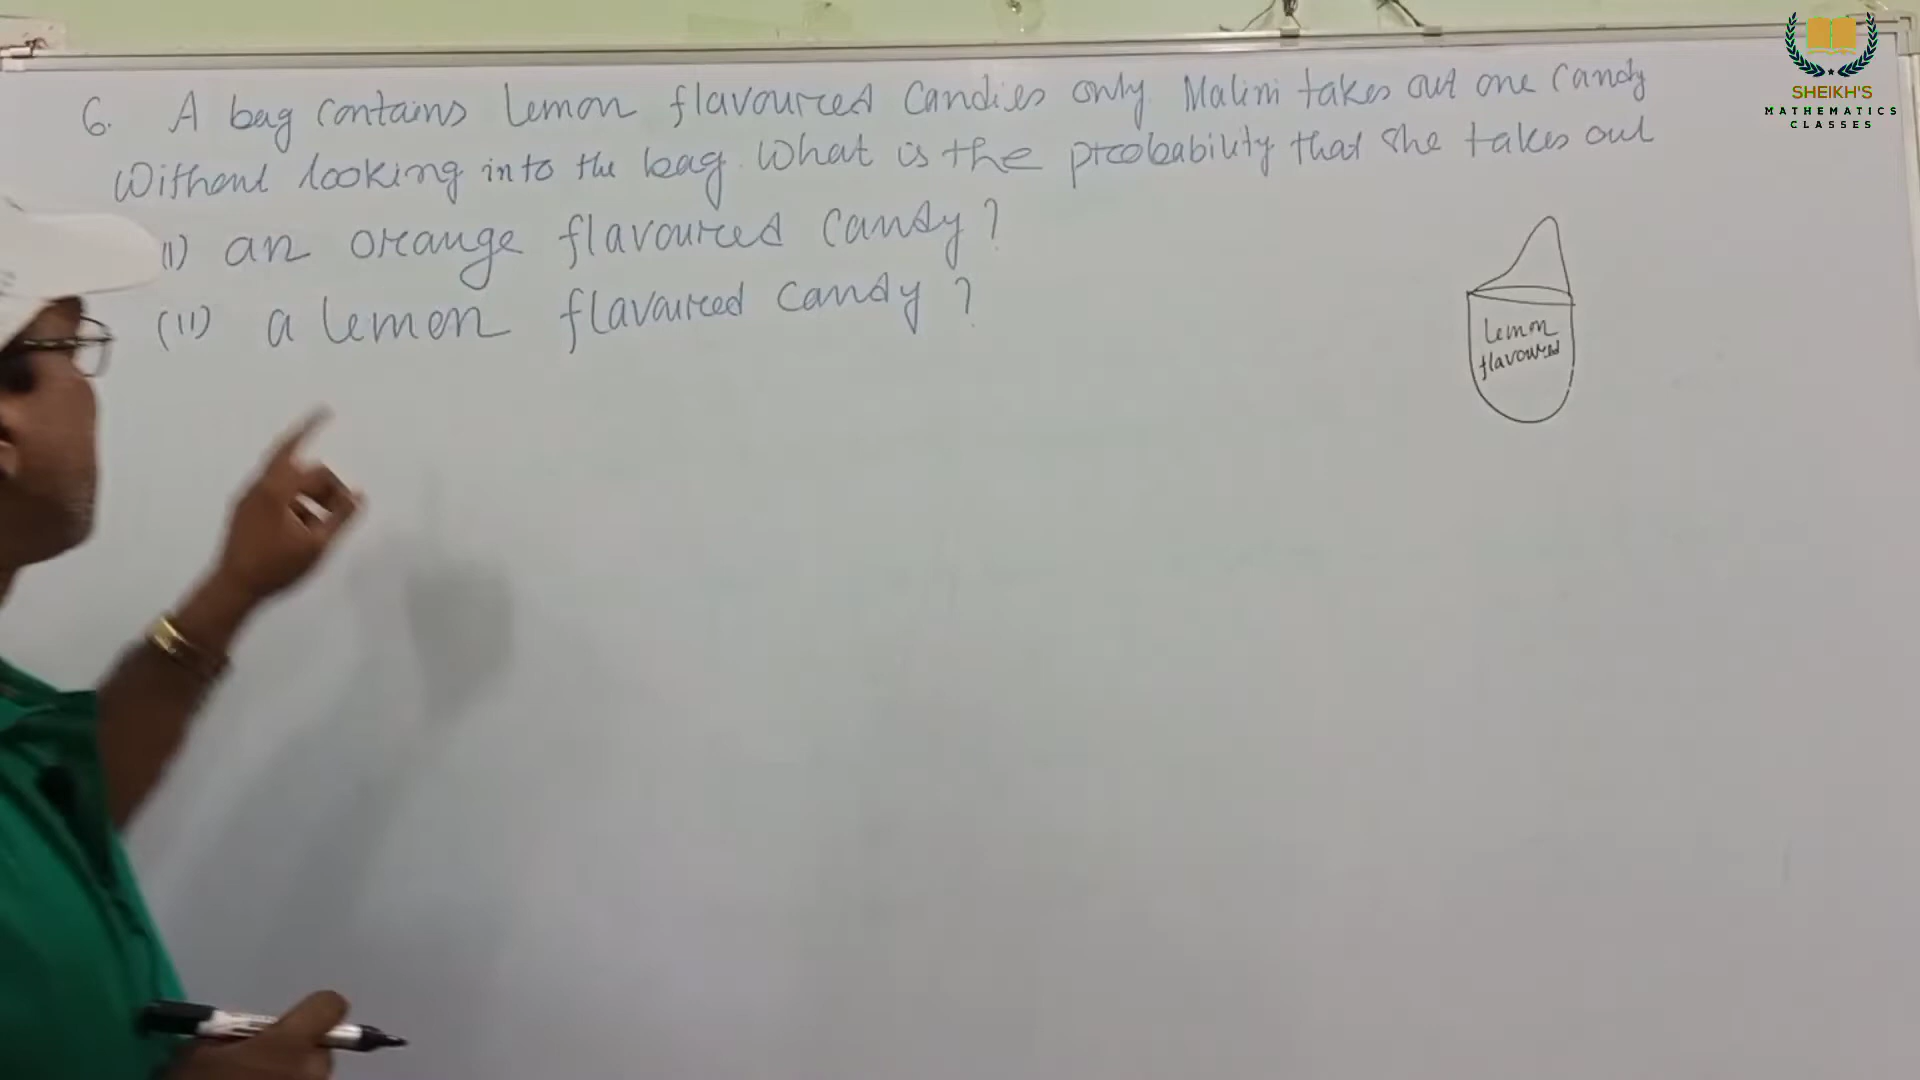 6. A bag contains lemon flavoured candies only. Malini takes out one candy
without looking into the bag. What is the probability that she takes out
(I) an orange flavoured candy?
(II) a lemon flavoured candy?
lemon
flavoured
SHEIKH'S
MATHEMATICS
CLASSES